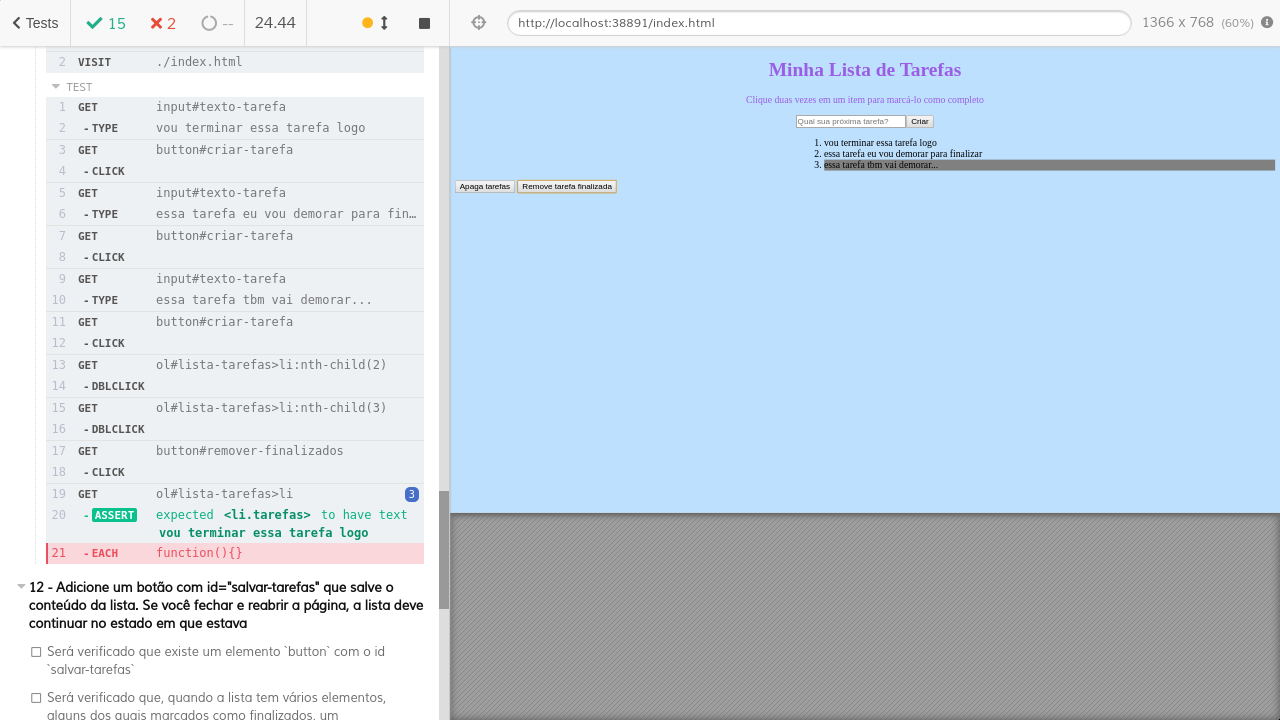 Tests
15
2
--
24.44
http://localhost:38891/index.html
1366 x 768 (60%)
2 VISIT ./index.html
TEST
1 GET input#texto-tarefa
2 - TYPE vou terminar essa tarefa logo
3 GET button#criar-tarefa
4 - CLICK
5 GET input#texto-tarefa
6 - TYPE essa tarefa eu vou demorar para fin…
7 GET button#criar-tarefa
8 - CLICK
9 GET input#texto-tarefa
10 - TYPE essa tarefa tbm vai demorar...
11 GET button#criar-tarefa
12 - CLICK
13 GET ol#lista-tarefas>li:nth-child(2)
14 - DBLCLICK
15 GET ol#lista-tarefas>li:nth-child(3)
16 - DBLCLICK
17 GET button#remover-finalizados
18 - CLICK
19 GET ol#lista-tarefas>li 3
20 - ASSERT expected <li.tarefas> to have text
vou terminar essa tarefa logo
21 - EACH function(){}
12 - Adicione um botão com id="salvar-tarefas" que salve o
conteúdo da lista. Se você fechar e reabrir a página, a lista deve
continuar no estado em que estava
Será verificado que existe um elemento `button` com o id
`salvar-tarefas`
Será verificado que, quando a lista tem vários elementos,
alguns dos quais marcados como finalizados, um
Minha Lista de Tarefas
Clique duas vezes em um item para marcá-lo como completo
Qual sua próxima tarefa? Criar
1. vou terminar essa tarefa logo
2. essa tarefa eu vou demorar para finalizar
3. essa tarefa tbm vai demorar...
Apaga tarefas Remove tarefa finalizada